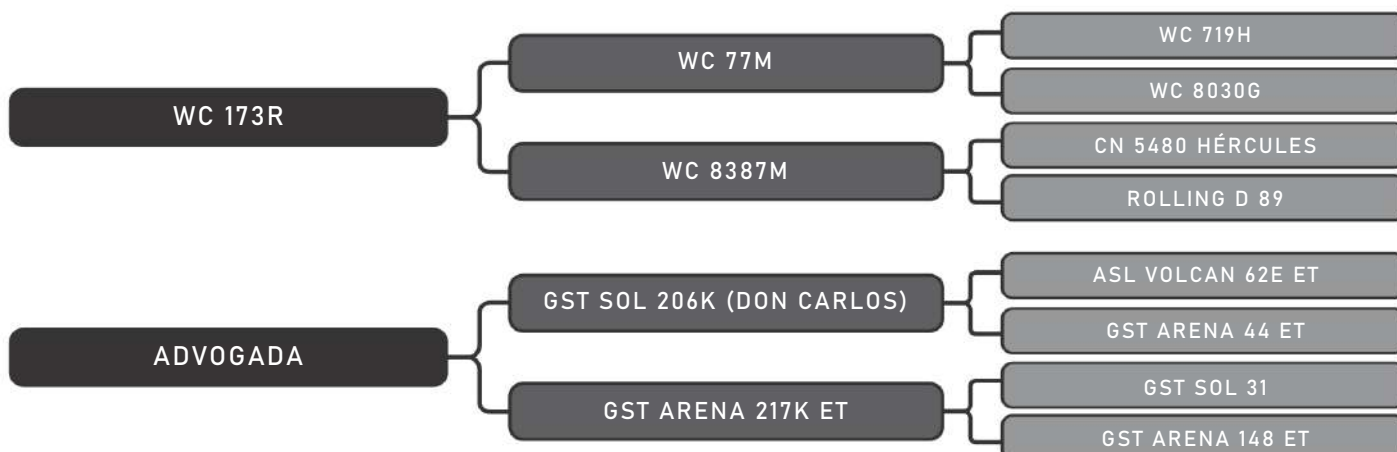 WC 173R
WC 77M
WC 719H
WC 8030G
WC 8387M
CN 5480 HÉRCULES
ROLLING D 89
ADVOGADA
GST SOL 206K (DON CARLOS)
ASL VOLCAN 62E ET
GST ARENA 44 ET
GST ARENA 217K ET
GST SOL 31
GST ARENA 148 ET